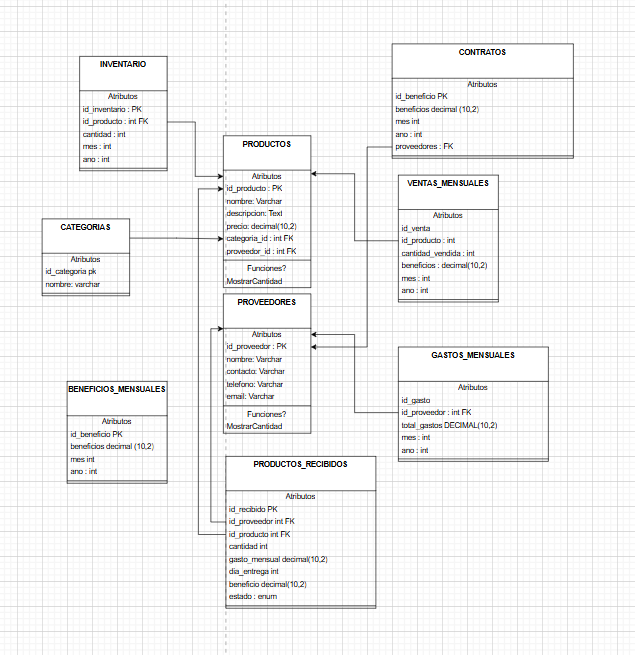 INVENTARIO
Atributos
id_inventario : PK
id_producto : int FK
cantidad : int
mes : int
ano : int
CONTRATOS
Atributos
id_beneficio PK
beneficios decimal (10,2)
mes int
ano : int
proveedores : FK
PRODUCTOS
Atributos
id_producto : PK
nombre: Varchar
descripcion: Text
precio: decimal(10,2)
categoria_id : int FK
proveedor_id : int FK
Funciones?
MostrarCantidad
VENTAS_MENSUALES
Atributos
id_venta
id_producto : int
cantidad_vendida : int
beneficios : decimal(10,2)
mes : int
ano : int
CATEGORIAS
Atributos
id_categoria pk
nombre: varchar
PROVEEDORES
Atributos
id_proveedor : PK
nombre: Varchar
contacto: Varchar
telefono: Varchar
email: Varchar
Funciones?
MostrarCantidad
GASTOS_MENSUALES
Atributos
id_gasto
id_proveedor : int FK
total_gastos DECIMAL(10,2)
mes : int
ano : int
BENEFICIOS_MENSUALES
Atributos
id_beneficio PK
beneficios decimal (10,2)
mes int
ano : int
PRODUCTOS_RECIBIDOS
Atributos
id_recibido PK
id_proveedor int FK
id_producto int FK
cantidad int
gasto_mensual decimal(10,2)
dia_entrega int
beneficio decimal(10,2)
estado : enum